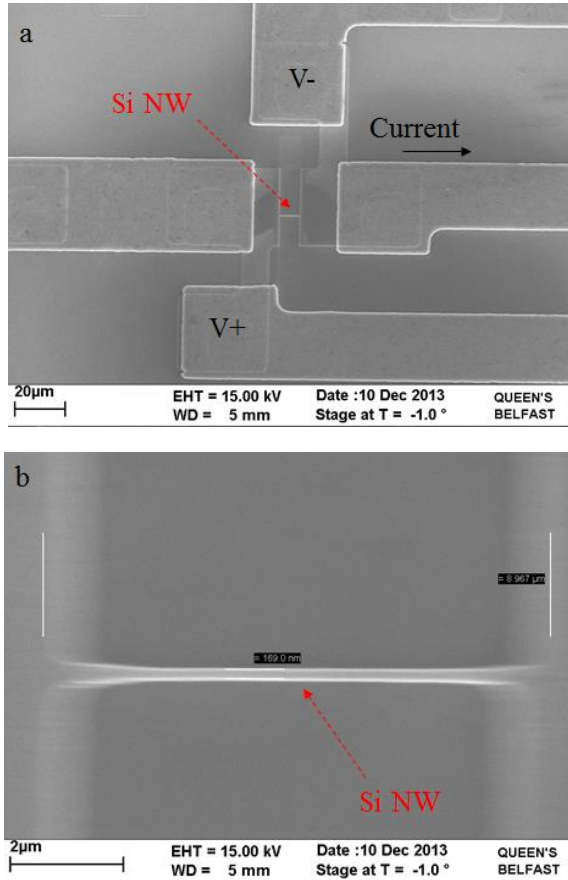 a
V-
Si NW
Current
V+
20µm
EHT = 15.00 kV
WD = 5 mm
Date :10 Dec 2013
Stage at T = -1.0 °
QUEEN'S
BELFAST
b
= 8.967 µm
= 169.0 nm
Si NW
2µm
EHT = 15.00 kV
WD = 5 mm
Date :10 Dec 2013
Stage at T = -1.0 °
QUEEN'S
BELFAST